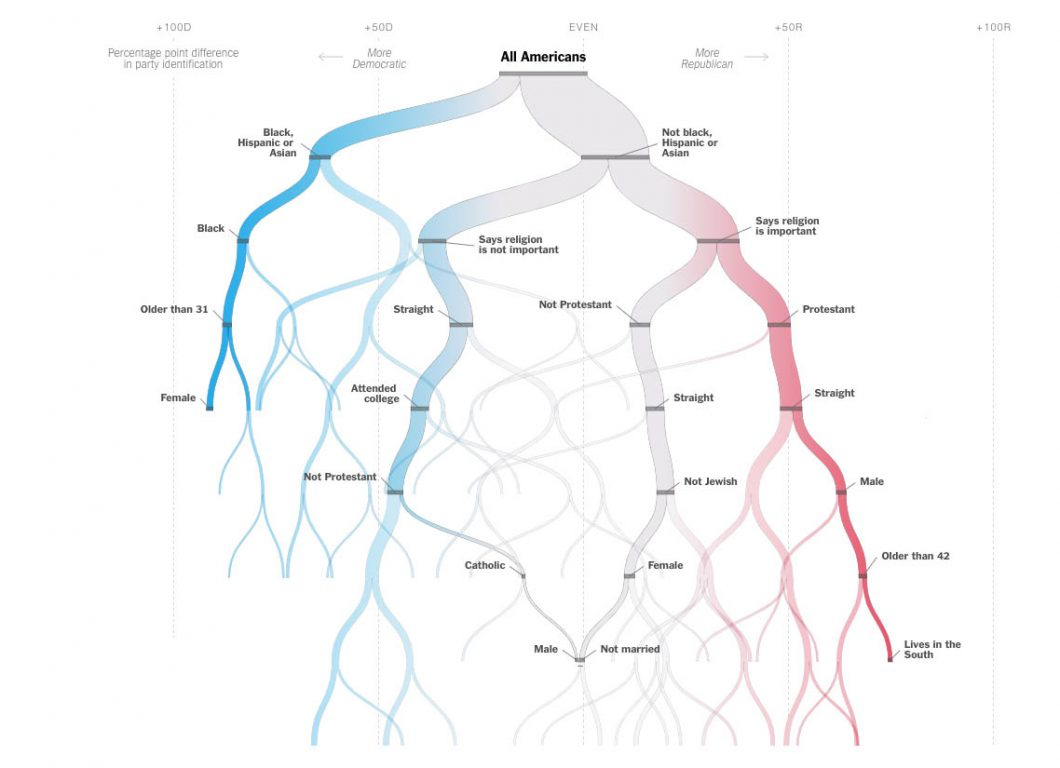 +100D
+50D
EVEN
+50R
+100R
Percentage point difference
in party identification
More
Democratic
All Americans
More
Republican
Black,
Hispanic or
Asian
Not black,
Hispanic or
Asian
Black
Says religion
is not important
Says religion
is important
Older than 31
Straight
Not Protestant
Protestant
Female
Attended
college
Straight
Straight
Not Protestant
Not Jewish
Male
Catholic
Female
Older than 42
Male
Not married
Lives in the
South